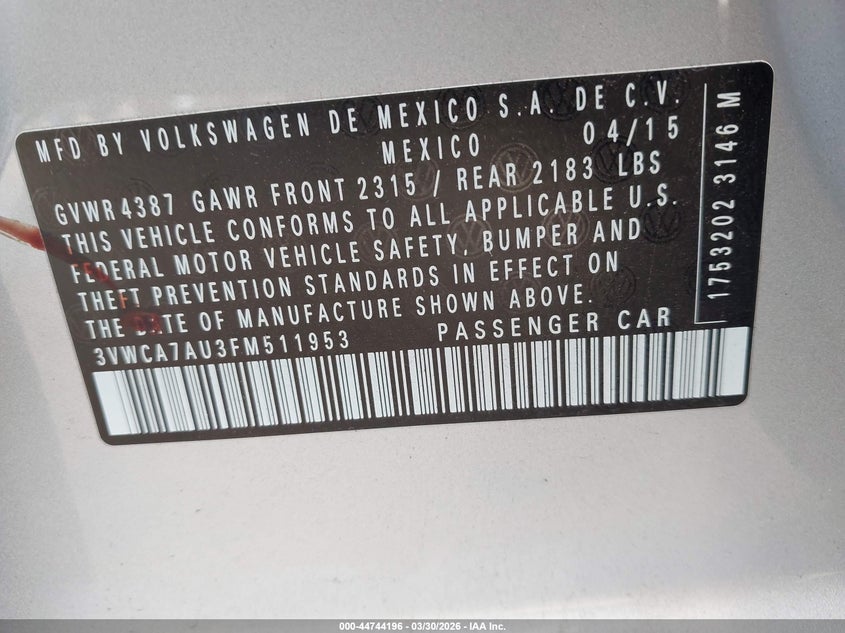 MFD BY VOLKSWAGEN DE MEXICO S.A. DE C.V.
MEXICO 04/15
GVWR 4387 GAWR FRONT 2315 / REAR 2183 LBS
THIS VEHICLE CONFORMS TO ALL APPLICABLE U.S.
FEDERAL MOTOR VEHICLE SAFETY, BUMPER AND
THEFT PREVENTION STANDARDS IN EFFECT ON
THE DATE OF MANUFACTURE SHOWN ABOVE.
3VWCA7AU3FM511953 PASSENGER CAR
1753202 3146 M
000-44744196 - 03/30/2026 - IAA Inc.